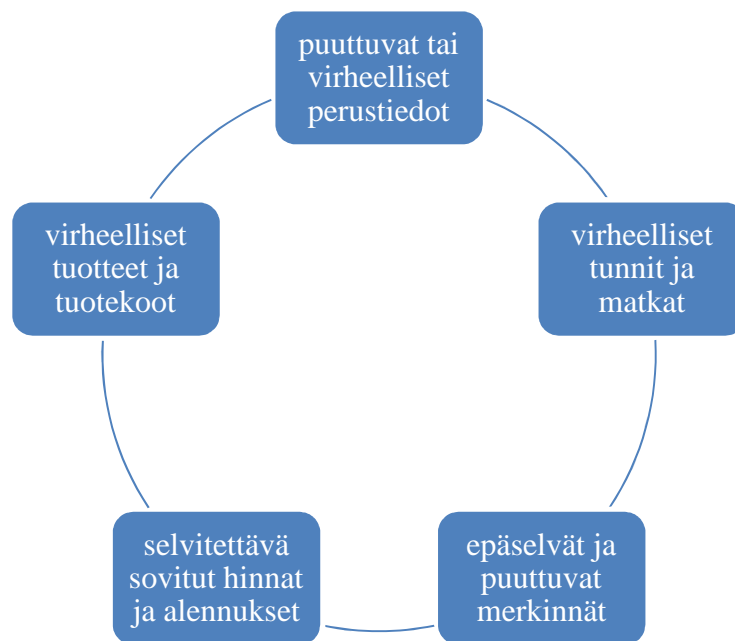 puuttuvat tai
virheelliset
perustiedot
virheelliset
tunnit ja
matkat
epäselvät ja
puuttuvat
merkinnät
selvitettävä
sovitut hinnat
ja alennukset
virheelliset
tuotteet ja
tuotekoot